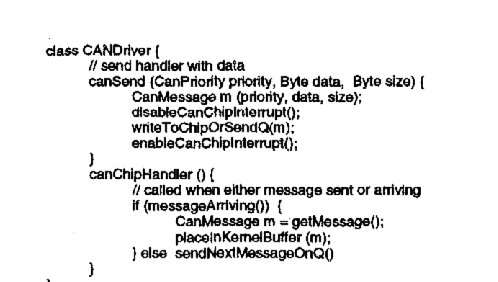 class CANDriver {
// send handler with data
canSend (CanPriority priority, Byte data, Byte size) {
CanMessage m (priority, data, size);
disableCanChipInterrupt();
writeToChipOrSendQ(m);
enableCanChipInterrupt();
}
canChipHandler () {
// called when either message sent or arriving
if (messageArriving()) {
CanMessage m = getMessage();
placeInKernelBuffer (m);
} else sendNextMessageOnQ()
}